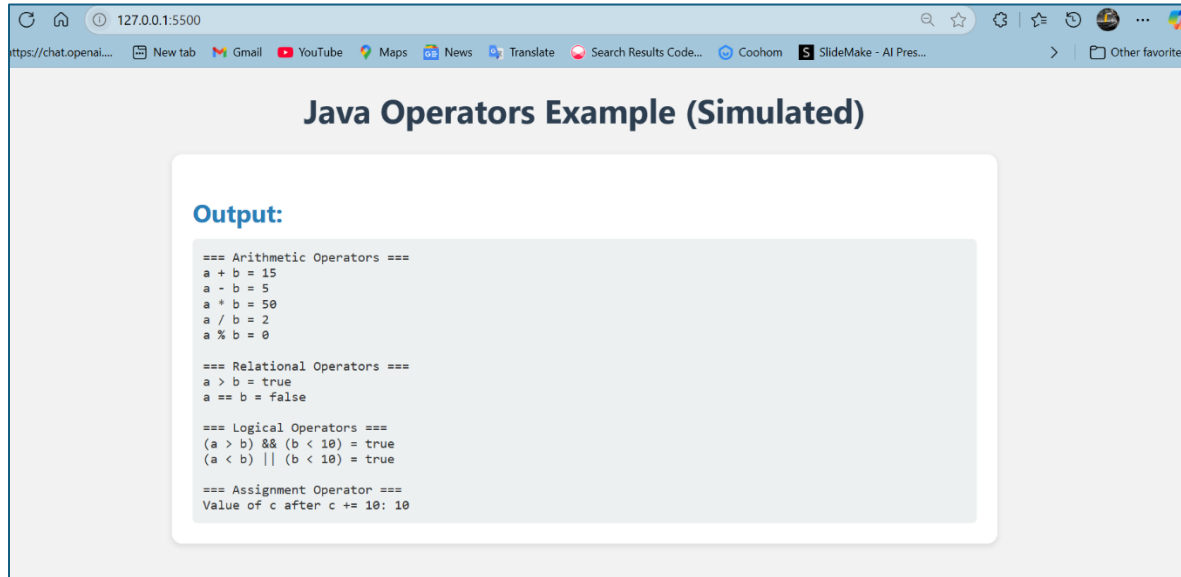 127.0.0.1:5500
ttps://chat.openai.... New tab Gmail YouTube Maps News Translate Search Results Code... Coohom SlideMake - AI Pres... Other favorite
Java Operators Example (Simulated)
Output:
=== Arithmetic Operators ===
a + b = 15
a - b = 5
a * b = 50
a / b = 2
a % b = 0
=== Relational Operators ===
a > b = true
a == b = false
=== Logical Operators ===
(a > b) && (b < 10) = true
(a < b) || (b < 10) = true
=== Assignment Operator ===
Value of c after c += 10: 10